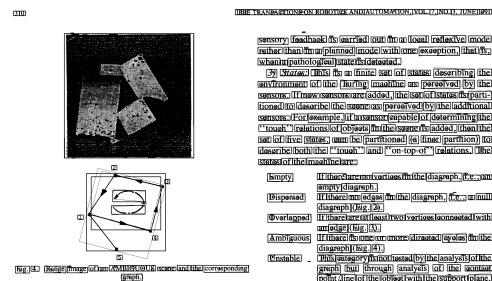 310
IEEE TRANSACTIONS ON ROBOTICS AND AUTOMATION, VOL. 7, NO. 3, JUNE 1991
2
3
1
4
5
Fig. 4. Range image of an AMBIGUOUS scene and the corresponding
graph.
sensory feedback is carried out in a local reflexive mode
rather than in a planned mode with one exception, that is,
when a pathological state is detected.
3) States: This is a finite set of states describing the
environment of the Turing machine as perceived by the
sensors. If new sensors are added, the set of states is parti-
tioned to describe the scene as perceived by the additional
sensors. (For example, if a sensor capable of determining the
"touch" relations of objects in the scene is added, then the
set of five states can be partitioned (a finer partition) to
describe both the "touch" and "on-top-of" relations. The
states of the machine are:
Empty If there are no vertices in the diagraph, i.e., an
empty diagraph.
Dispersed If there are no edges in the diagraph, i.e., a null
diagraph (Fig. 2).
Overlapped If there are at least two vertices connected with
an edge (Fig. 3).
Ambiguous If there is one or more directed cycles in the
diagraph (Fig. 4).
Unstable This category is not tested by the analysis of the
graph but through analysis of the contact
point/line of the object with the support plane.